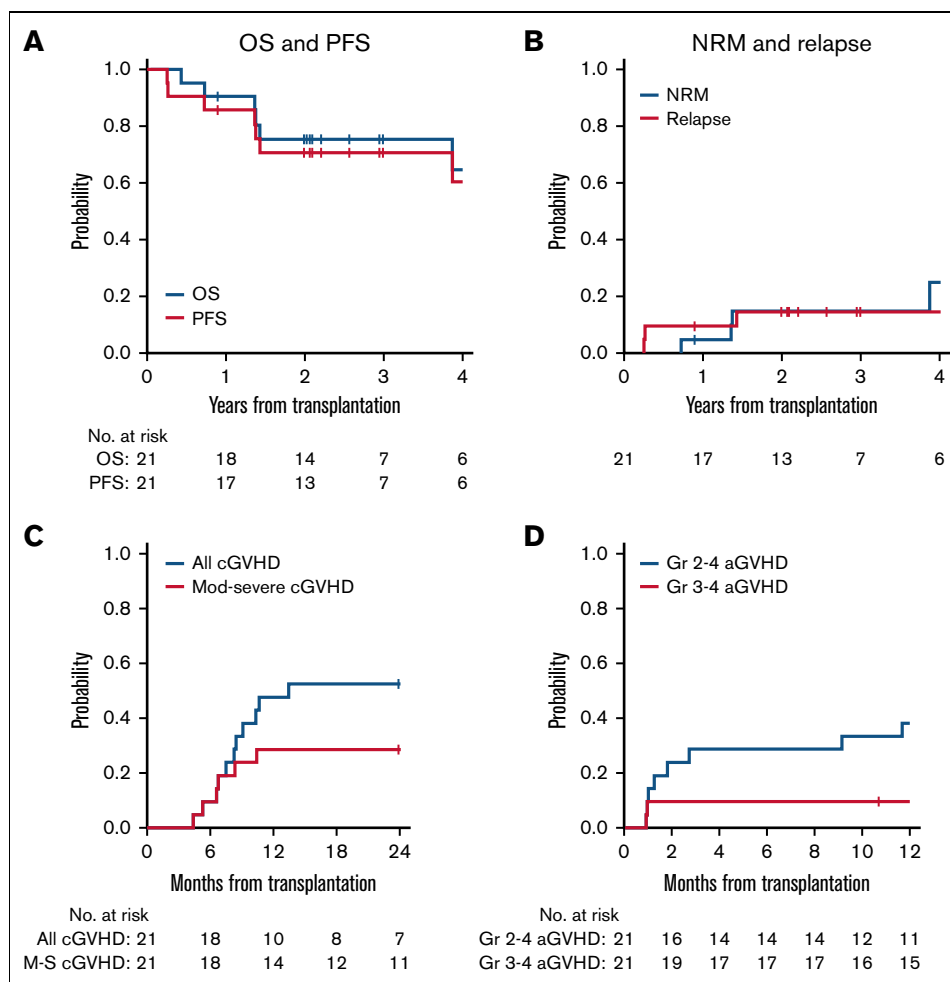 A
OS and PFS
1.0
0.8
0.6
0.4
0.2
0.0
Probability
OS
PFS
0 1 2 3 4
Years from transplantation
No. at risk
OS: 21 18 14 7 6
PFS: 21 17 13 7 6
B
NRM and relapse
1.0
0.8
0.6
0.4
0.2
0.0
Probability
NRM
Relapse
0 1 2 3 4
Years from transplantation
21 17 13 7 6
C
1.0
0.8
0.6
0.4
0.2
0.0
Probability
All cGVHD
Mod-severe cGVHD
0 6 12 18 24
Months from transplantation
No. at risk
All cGVHD: 21 18 10 8 7
M-S cGVHD: 21 18 14 12 11
D
1.0
0.8
0.6
0.4
0.2
0.0
Probability
Gr 2-4 aGVHD
Gr 3-4 aGVHD
0 2 4 6 8 10 12
Months from transplantation
No. at risk
Gr 2-4 aGVHD: 21 16 14 14 14 12 11
Gr 3-4 aGVHD: 21 19 17 17 17 16 15